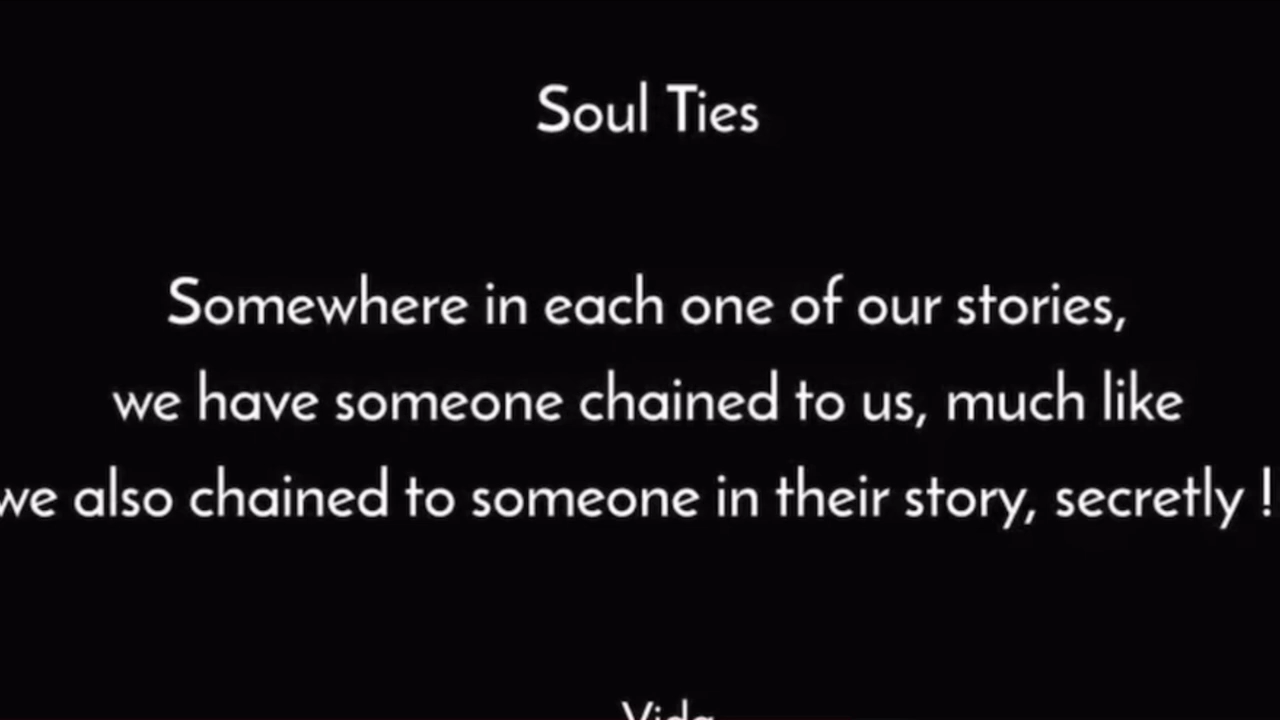 Soul Ties
Somewhere in each one of our stories,
we have someone chained to us, much like
we also chained to someone in their story, secretly !
Vida